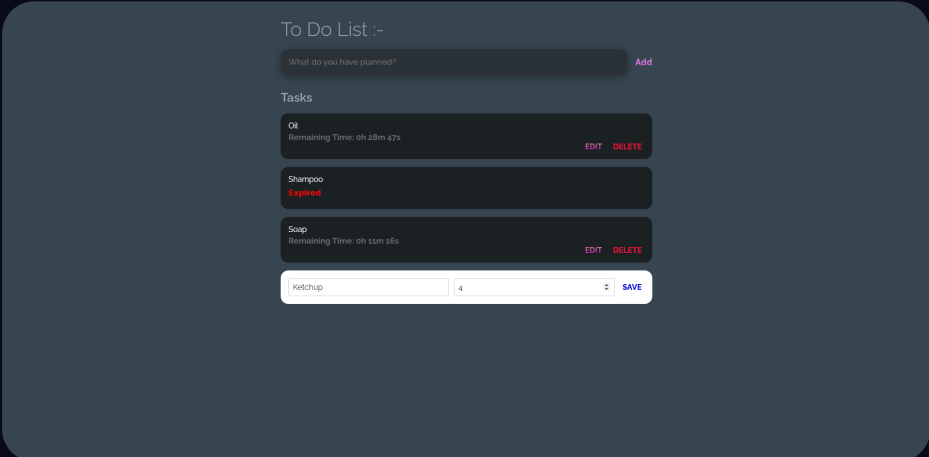 To Do List :-
What do you have planned?
Add
Tasks
Oil
Remaining Time: 0h 28m 47s
EDIT DELETE
Shampoo
Expired
Soap
Remaining Time: 0h 11m 16s
EDIT DELETE
Ketchup 4 SAVE